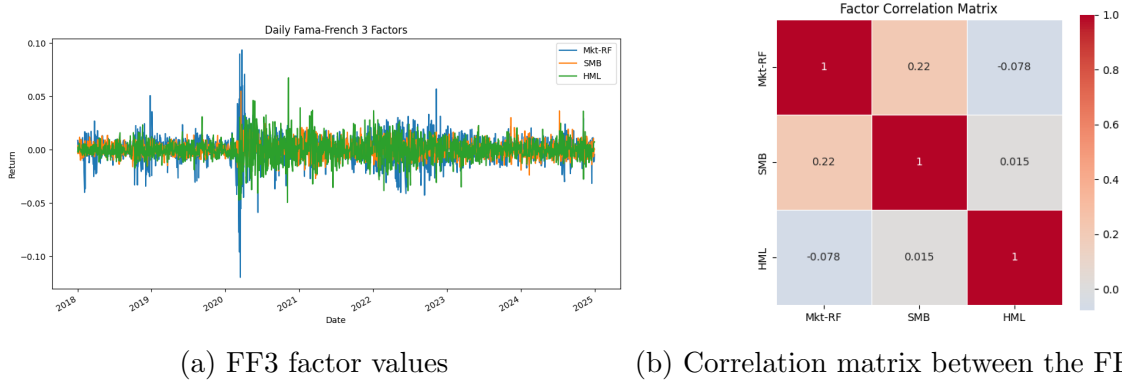 Daily Fama-French 3 Factors
Mkt-RF
SMB
HML
0.10
0.05
0.00
−0.05
−0.10
Return
2018
2019
2020
2021
2022
2023
2024
2025
Date
(a) FF3 factor values
Factor Correlation Matrix
Mkt-RF
SMB
HML
1
0.22
-0.078
0.22
1
0.015
-0.078
0.015
1
Mkt-RF
SMB
HML
1.0
0.8
0.6
0.4
0.2
0.0
(b) Correlation matrix between the FF